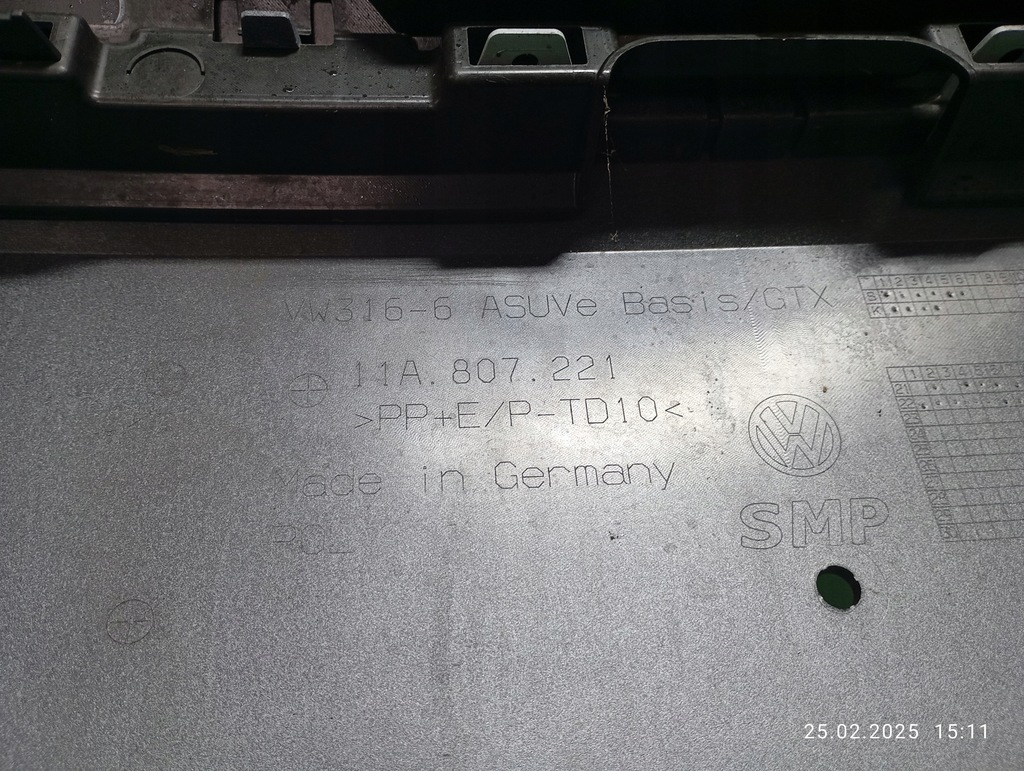 VW316-6 ASUVe Basis/GTX
11A.807.221
>PP+E/P-TD10<
Made in Germany
VW
SMP
25.02.2025 15:11